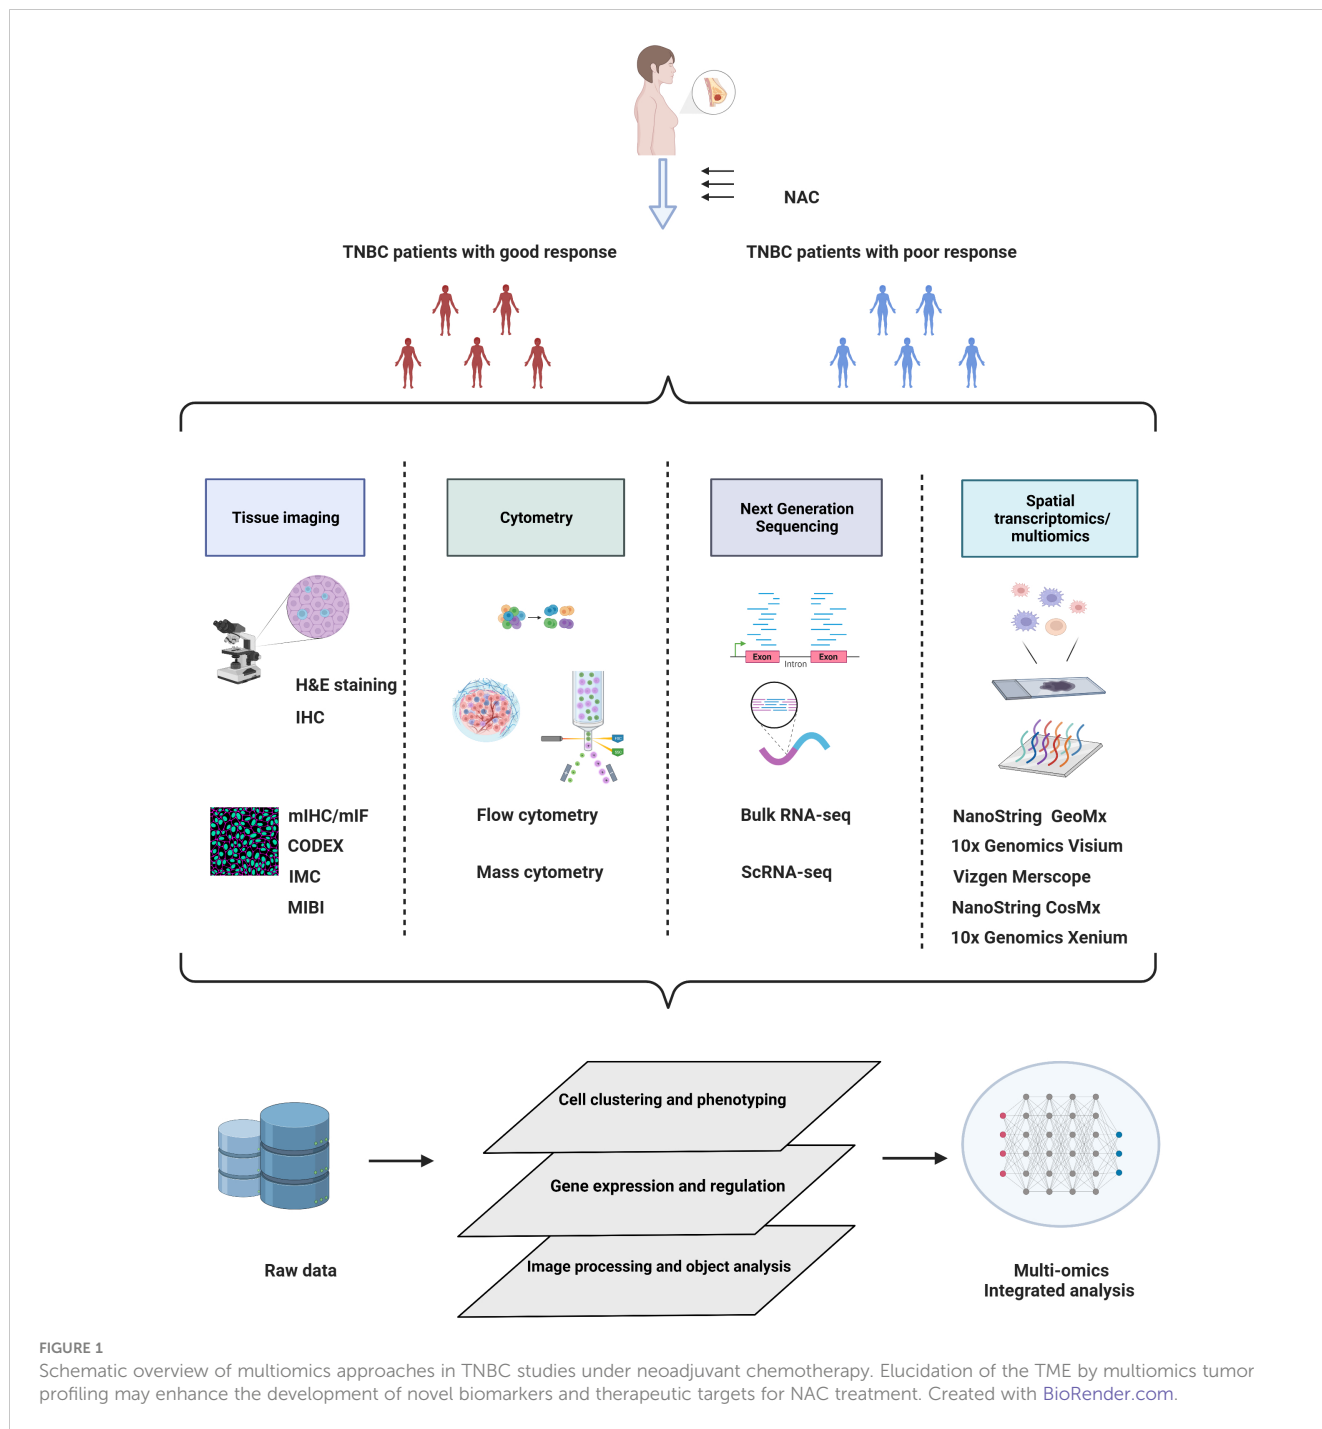 NAC
TNBC patients with good response
TNBC patients with poor response
Tissue imaging
Cytometry
Next Generation
Sequencing
Spatial
transcriptomics/
multiomics
H&E staining
IHC
mIHC/mIF
CODEX
IMC
MIBI
Flow cytometry
Mass cytometry
Exon
Intron
Exon
Bulk RNA-seq
ScRNA-seq
NanoString GeoMx
10x Genomics Visium
Vizgen Merscope
NanoString CosMx
10x Genomics Xenium
Raw data
Cell clustering and phenotyping
Gene expression and regulation
Image processing and object analysis
Multi-omics
Integrated analysis
FIGURE 1
Schematic overview of multiomics approaches in TNBC studies under neoadjuvant chemotherapy. Elucidation of the TME by multiomics tumor
profiling may enhance the development of novel biomarkers and therapeutic targets for NAC treatment. Created with BioRender.com.